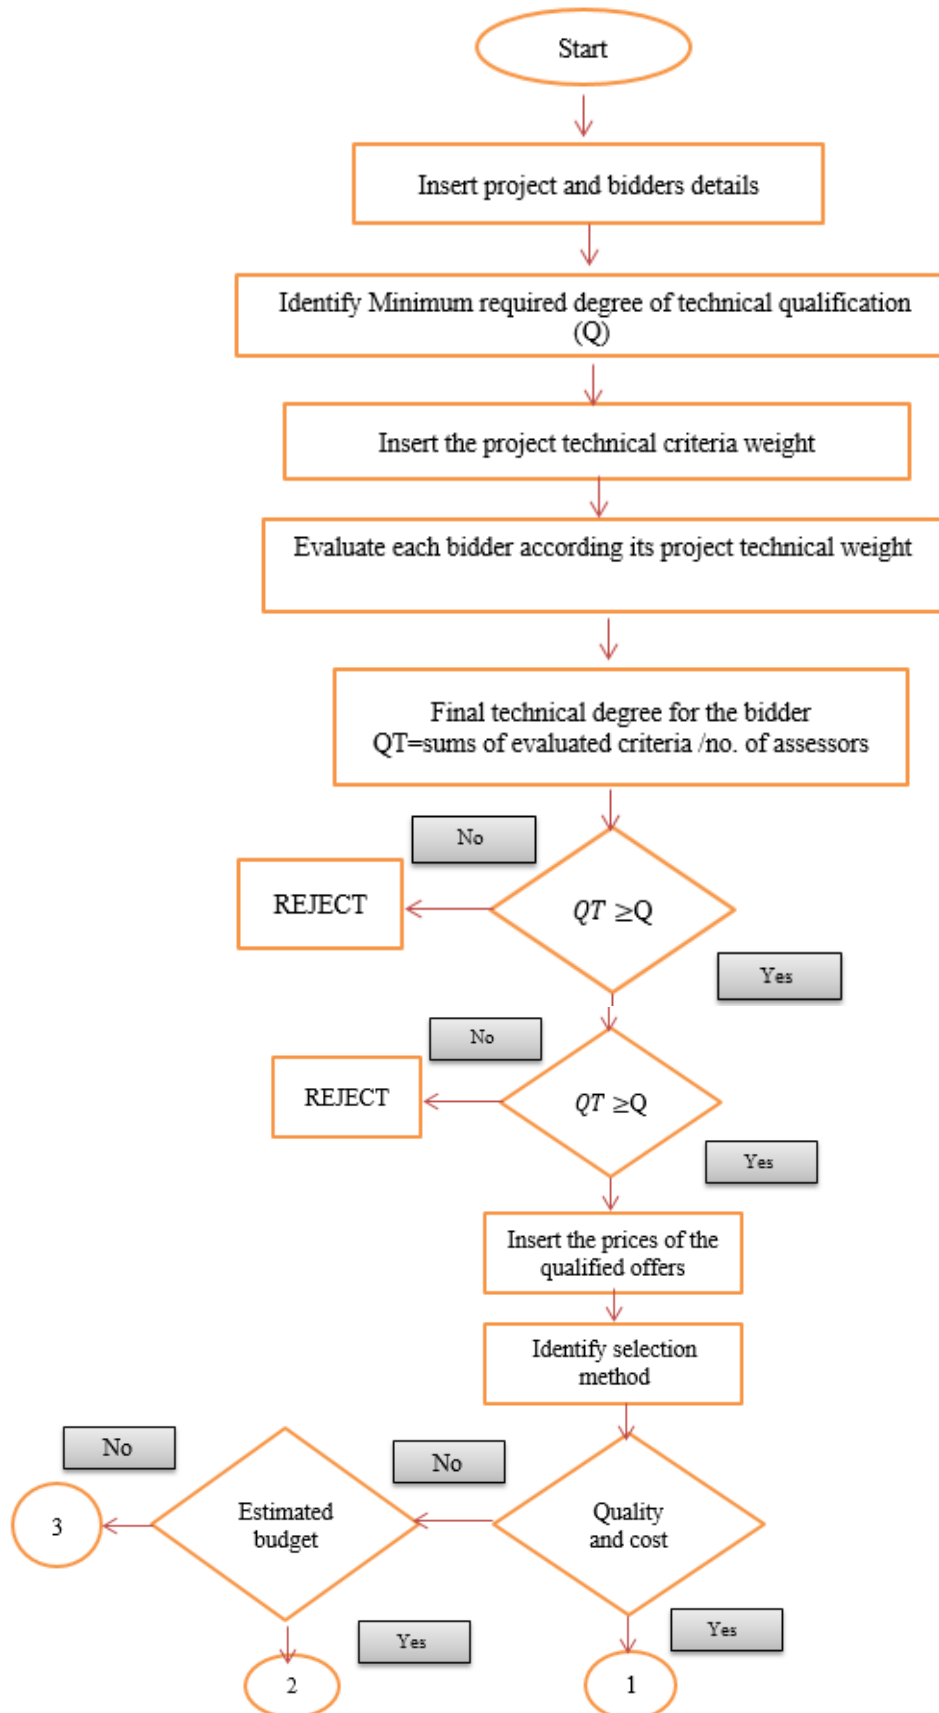 Start
Insert project and bidders details
Identify Minimum required degree of technical qualification
(Q)
Insert the project technical criteria weight
Evaluate each bidder according its project technical weight
Final technical degree for the bidder
QT=sums of evaluated criteria /no. of assessors
No
REJECT
QT ≥Q
Yes
No
REJECT
QT ≥Q
Yes
Insert the prices of the
qualified offers
Identify selection
method
No
No
Estimated
budget
Quality
and cost
3
Yes
Yes
2
1